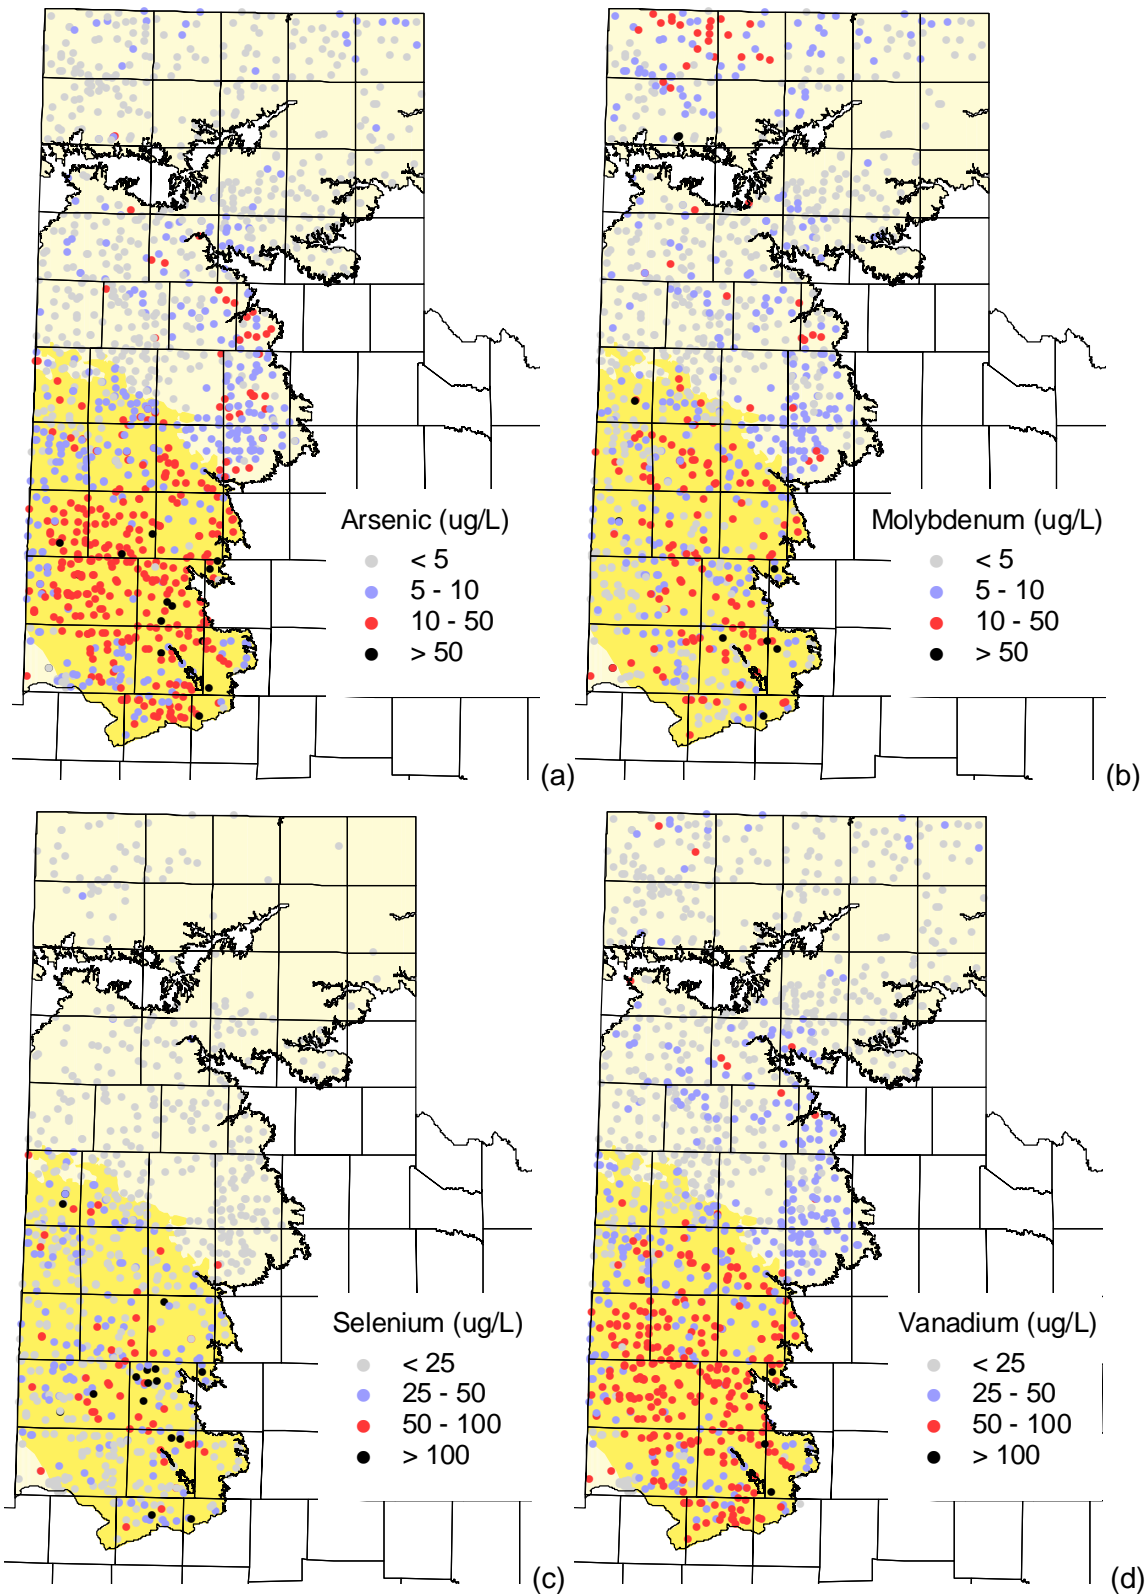 Arsenic (ug/L)
< 5
5 - 10
10 - 50
> 50
(a)
Molybdenum (ug/L)
< 5
5 - 10
10 - 50
> 50
(b)
Selenium (ug/L)
< 25
25 - 50
50 - 100
> 100
(c)
Vanadium (ug/L)
< 25
25 - 50
50 - 100
> 100
(d)